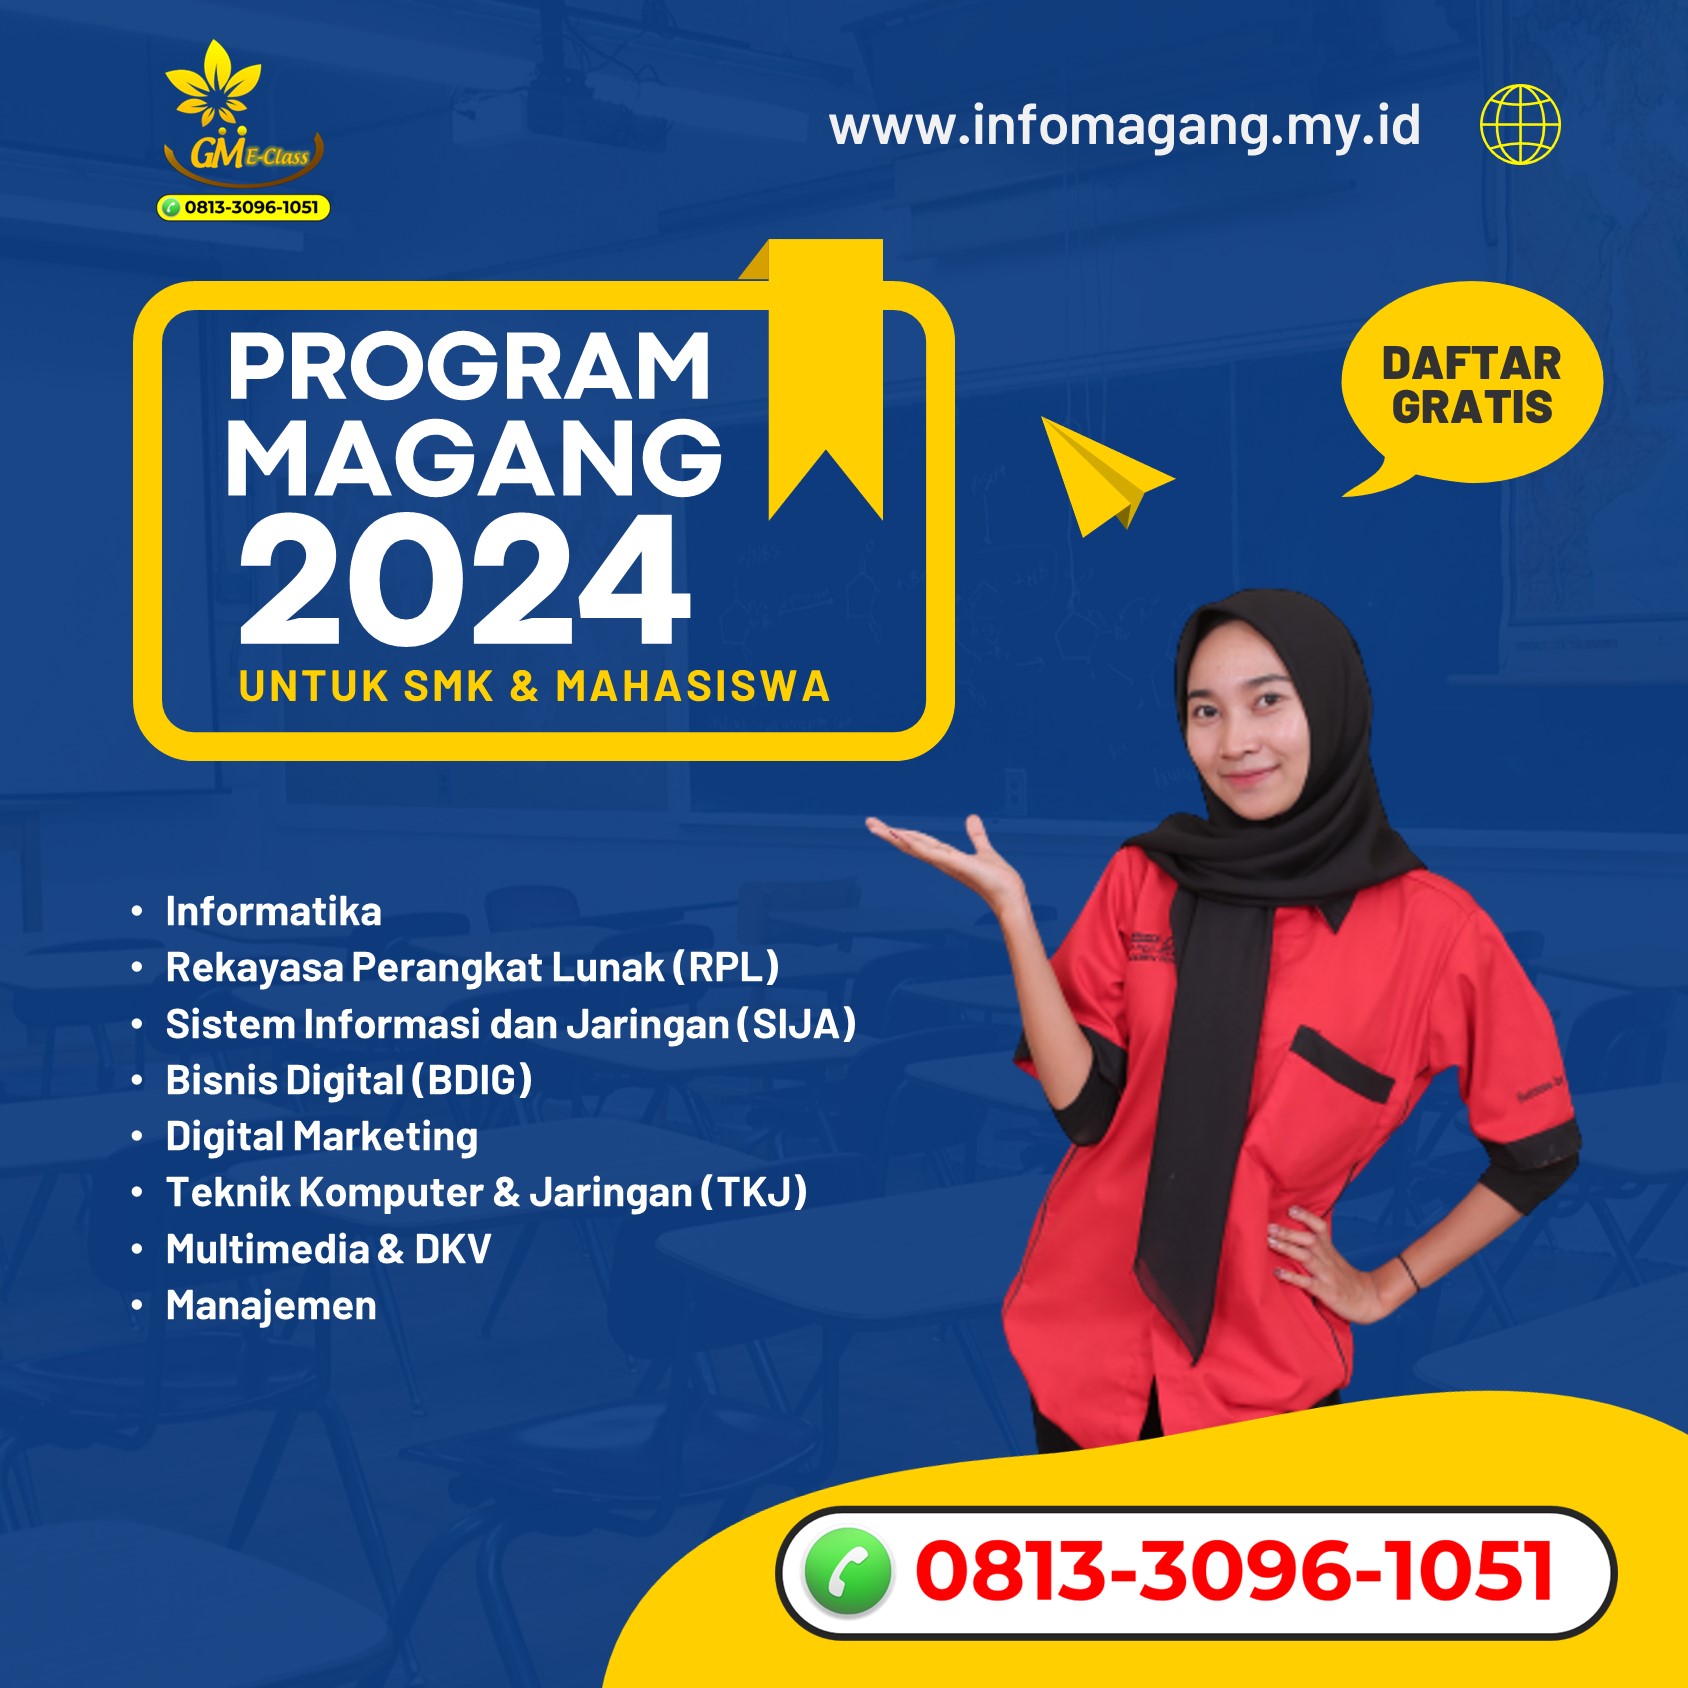 GM E-Class
0813-3096-1051
www.infomagang.my.id
PROGRAM
MAGANG
2024
UNTUK SMK & MAHASISWA
DAFTAR
GRATIS
• Informatika
• Rekayasa Perangkat Lunak (RPL)
• Sistem Informasi dan Jaringan (SIJA)
• Bisnis Digital (BDIG)
• Digital Marketing
• Teknik Komputer & Jaringan (TKJ)
• Multimedia & DKV
• Manajemen
0813-3096-1051